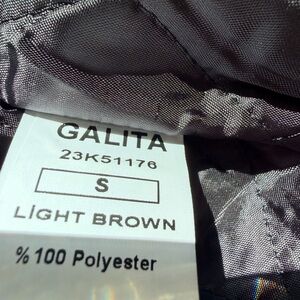 GALITA
23K51176
S
LİGHT BROWN
% 100 Polyester